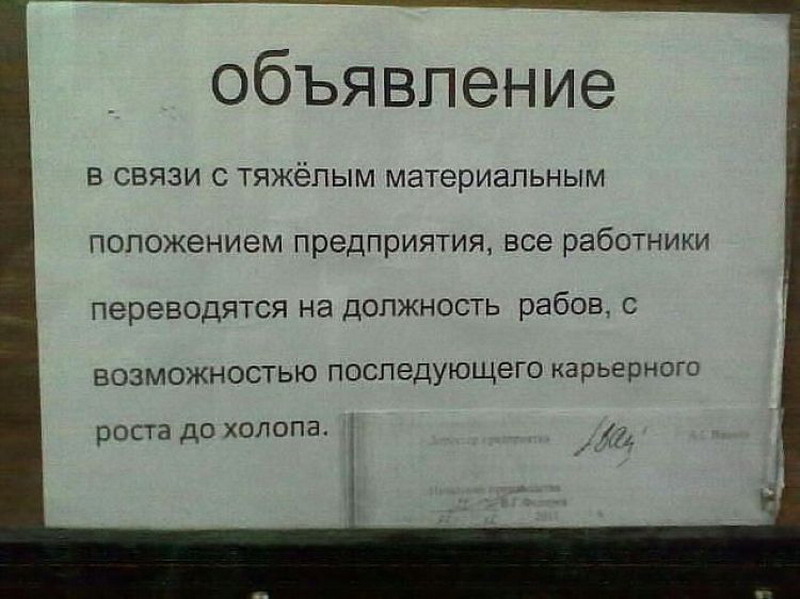 объявление
в связи с тяжёлым материальным
положением предприятия, все работники
переводятся на должность рабов, с
возможностью последующего карьерного
роста до холопа.